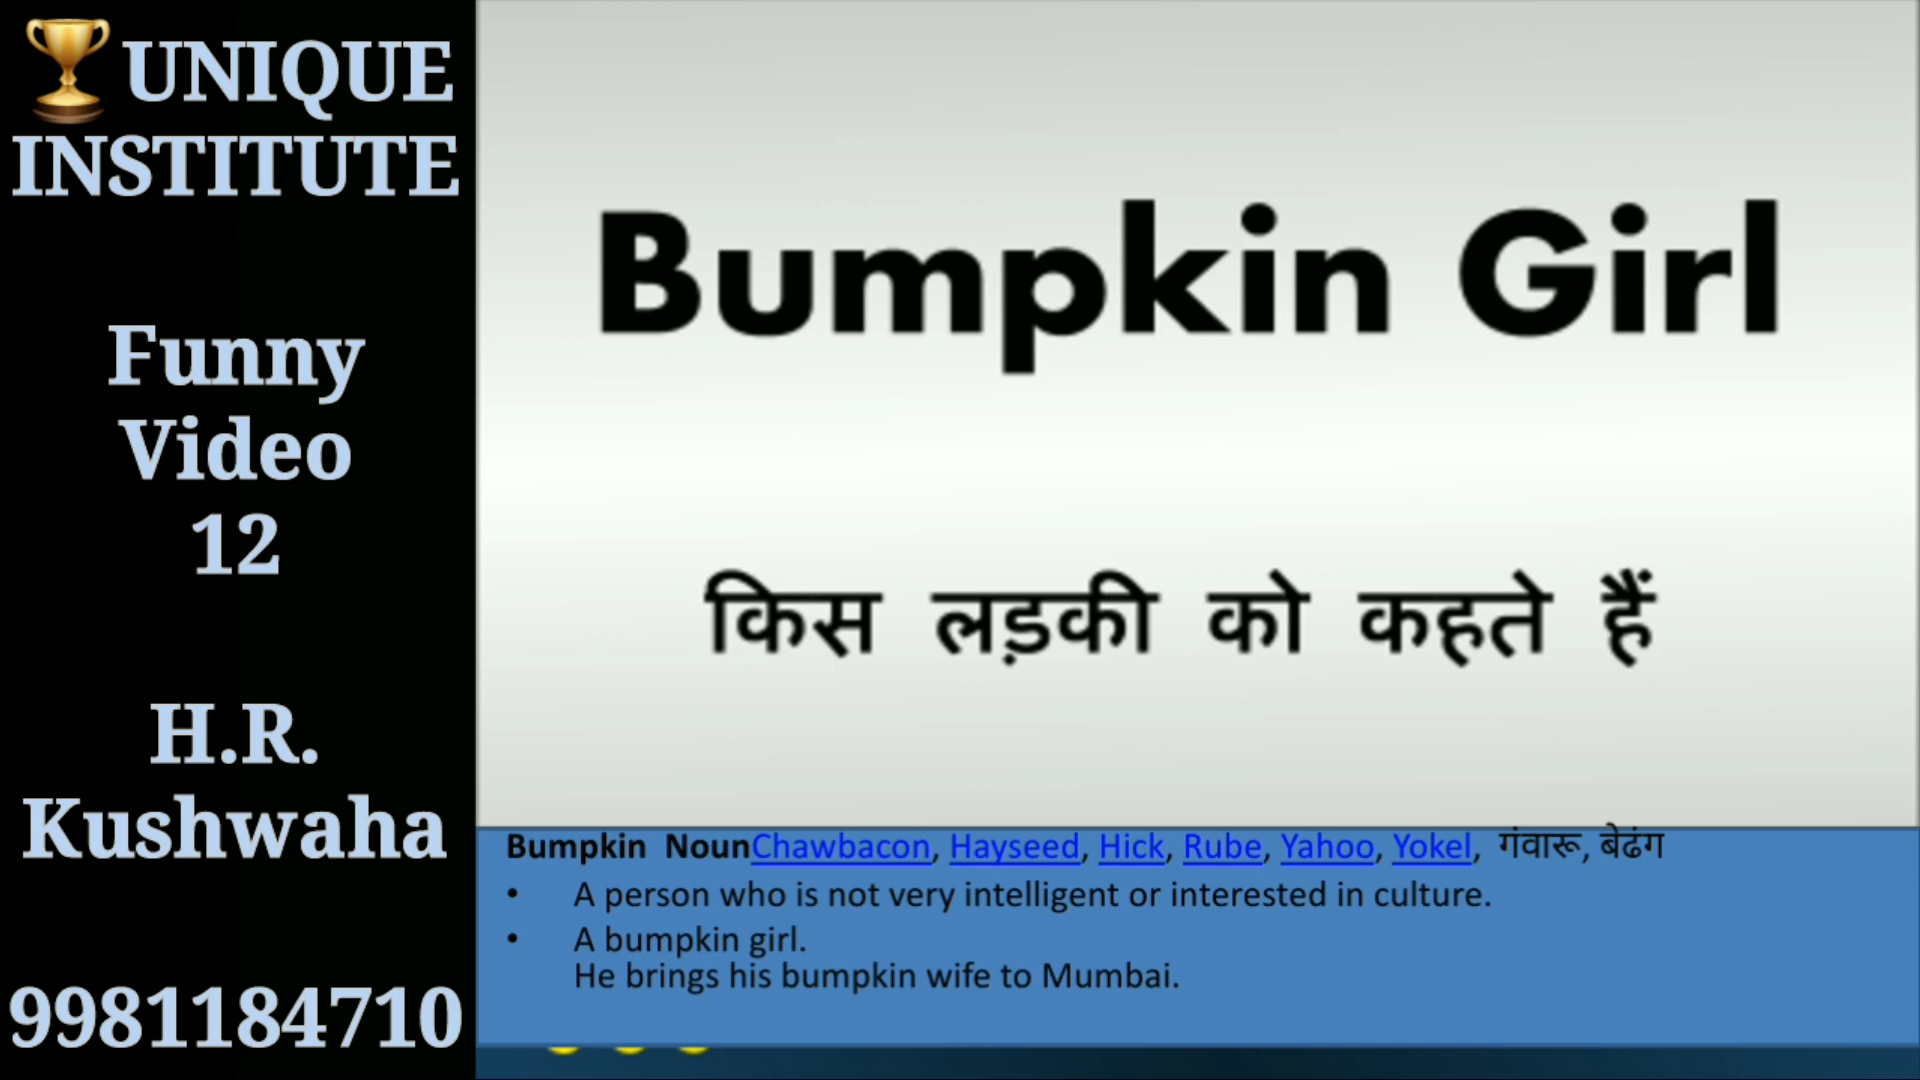 UNIQUE
INSTITUTE
Funny
Video
12
H.R.
Kushwaha
9981184710
Bumpkin Girl
किस लड़की को कहते हैं
Bumpkin NounChawbacon, Hayseed, Hick, Rube, Yahoo, Yokel, गंवारू, बेढंग
• A person who is not very intelligent or interested in culture.
• A bumpkin girl.
He brings his bumpkin wife to Mumbai.